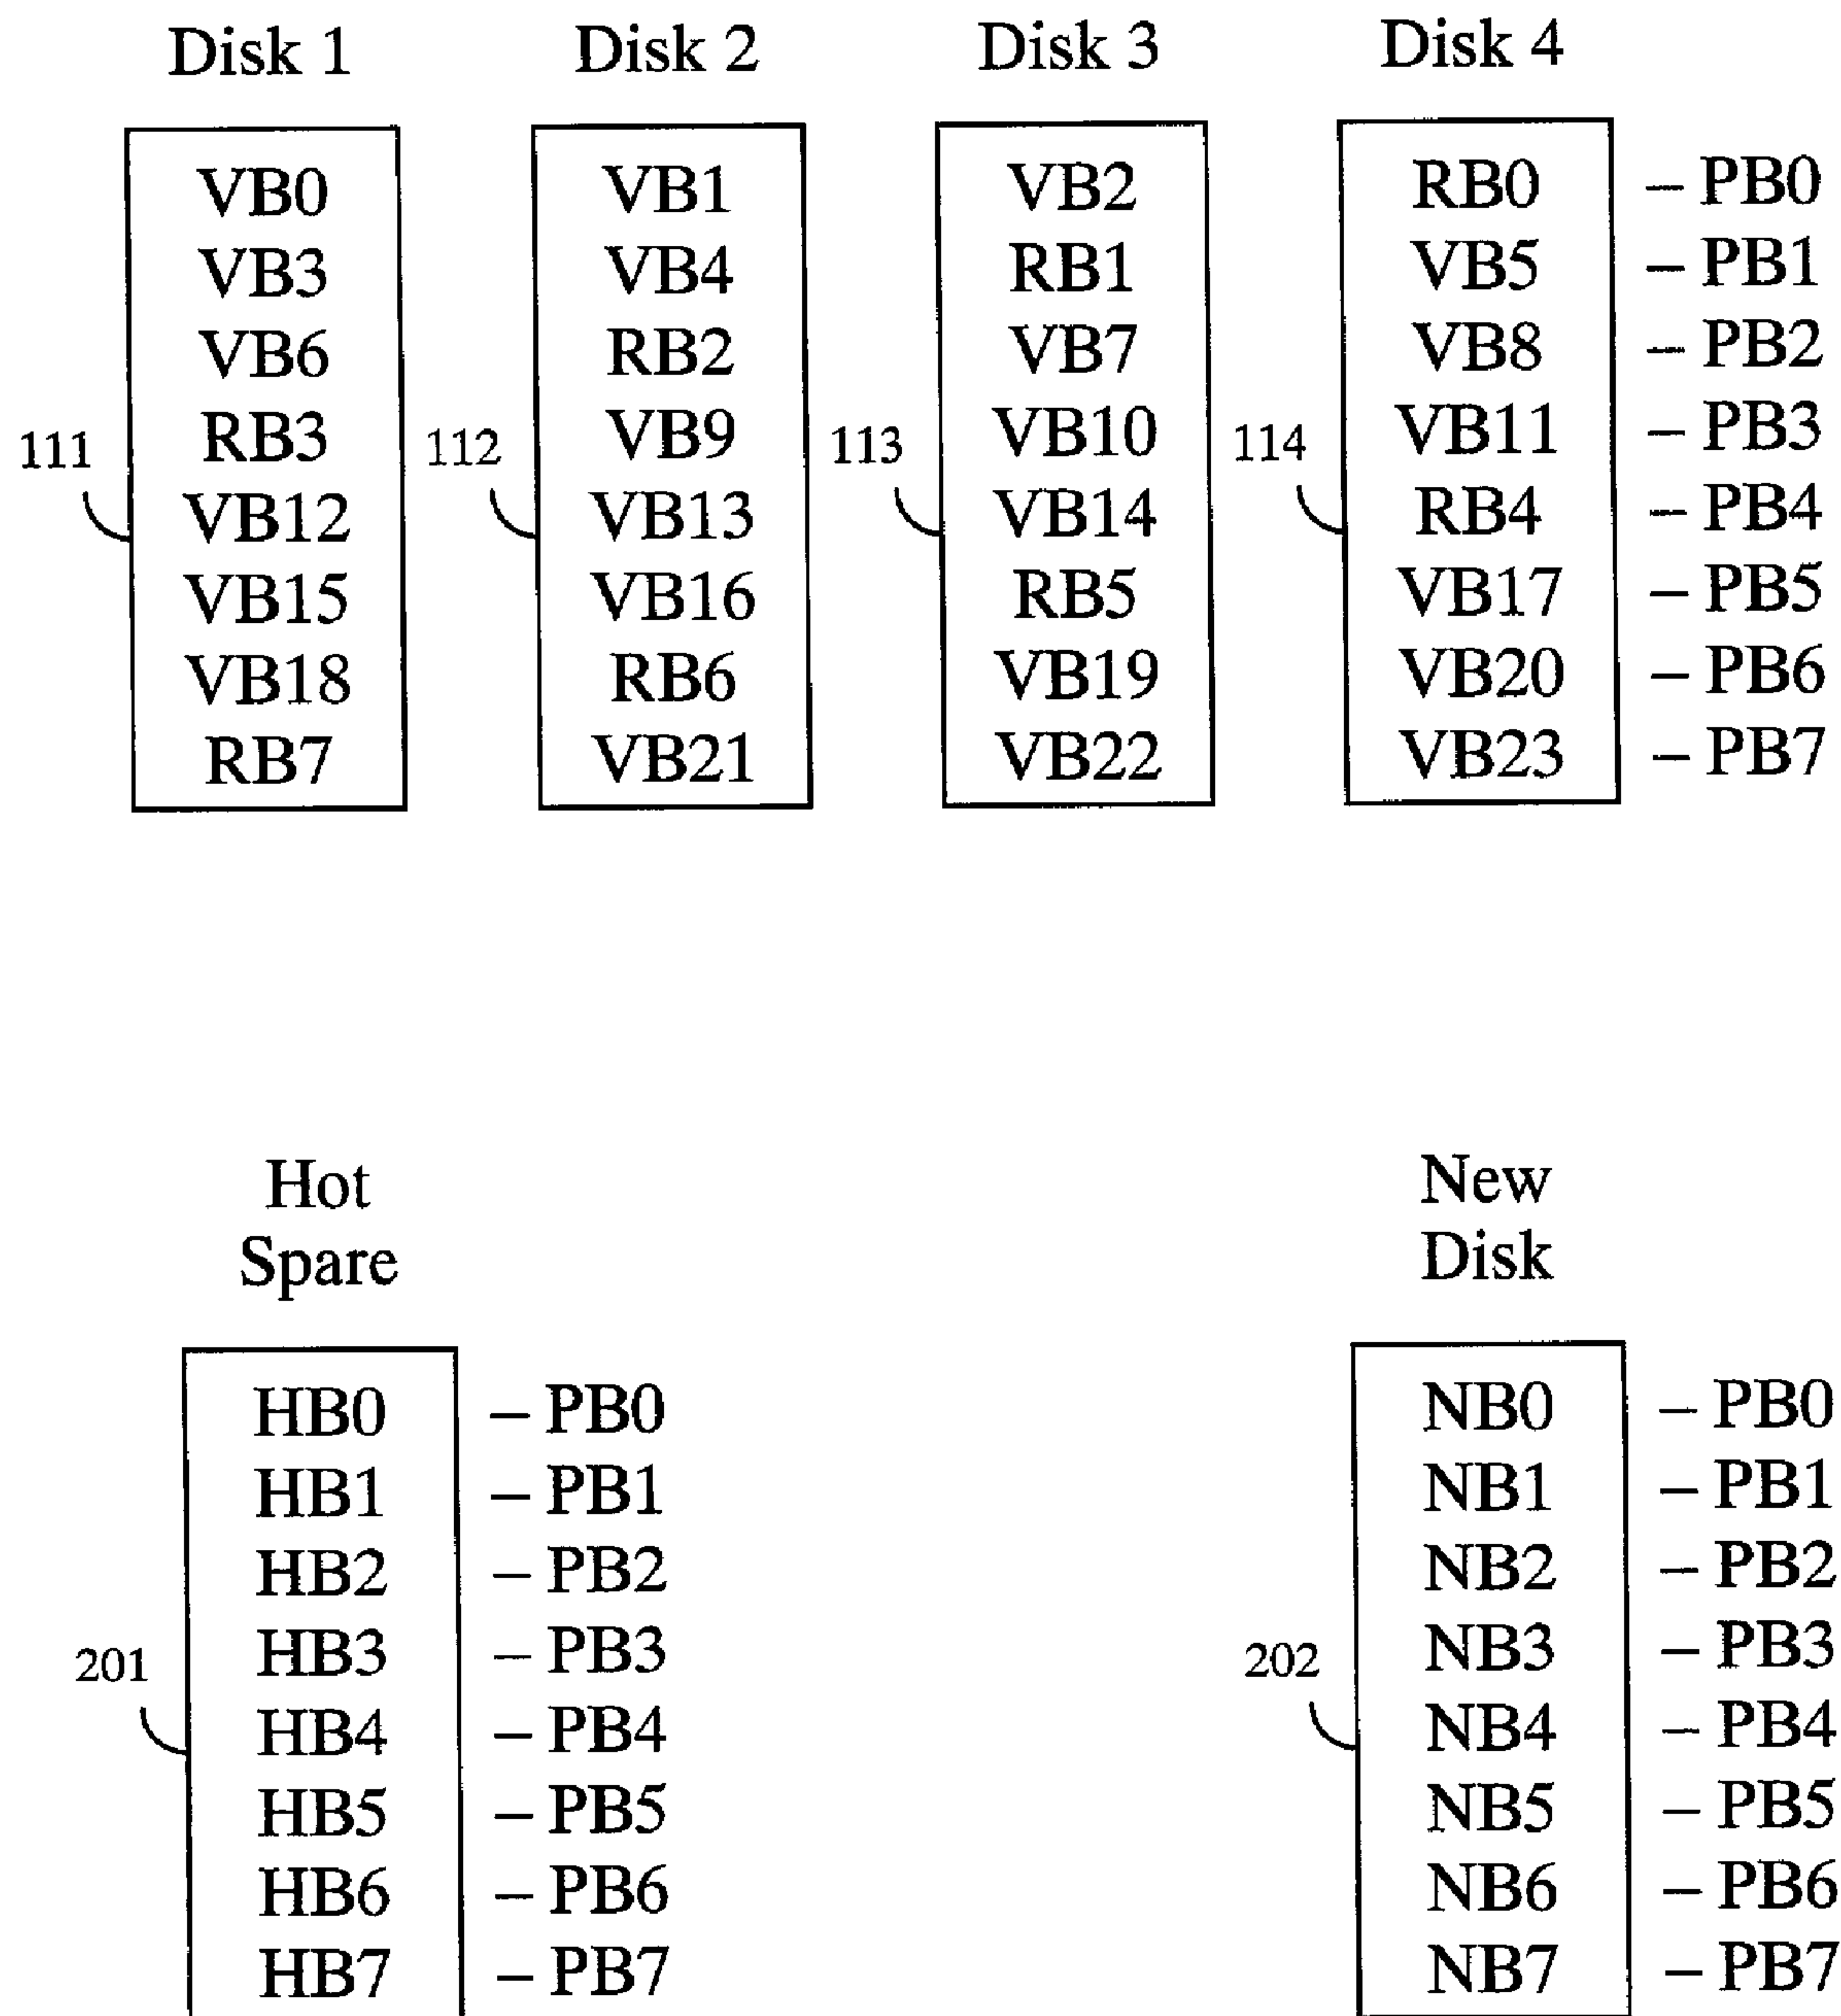 Disk 1 Disk 2 Disk 3 Disk 4
VB0 VB1 VB2 RB0 – PB0
VB3 VB4 RB1 VB5 – PB1
VB6 RB2 VB7 VB8 – PB2
111 RB3 112 VB9 113 VB10 114 VB11 – PB3
VB12 VB13 VB14 RB4 – PB4
VB15 VB16 RB5 VB17 – PB5
VB18 RB6 VB19 VB20 – PB6
RB7 VB21 VB22 VB23 – PB7
Hot New
Spare Disk
HB0 – PB0 NB0 – PB0
HB1 – PB1 NB1 – PB1
HB2 – PB2 NB2 – PB2
201 HB3 – PB3 202 NB3 – PB3
HB4 – PB4 NB4 – PB4
HB5 – PB5 NB5 – PB5
HB6 – PB6 NB6 – PB6
HB7 – PB7 NB7 – PB7